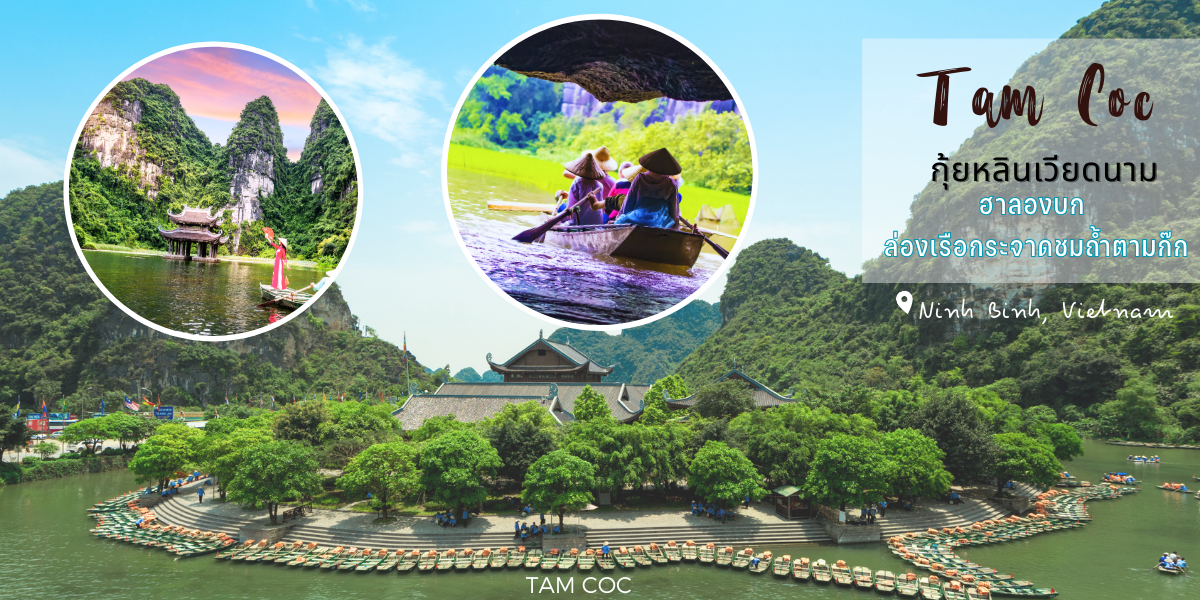 Tam Coc
กุ้ยหลินเวียดนาม
ฮาลองบก
ล่องเรือกระจาดชมถ้ำตามก๊ก
Ninh Binh, Vietnam
TAM COC